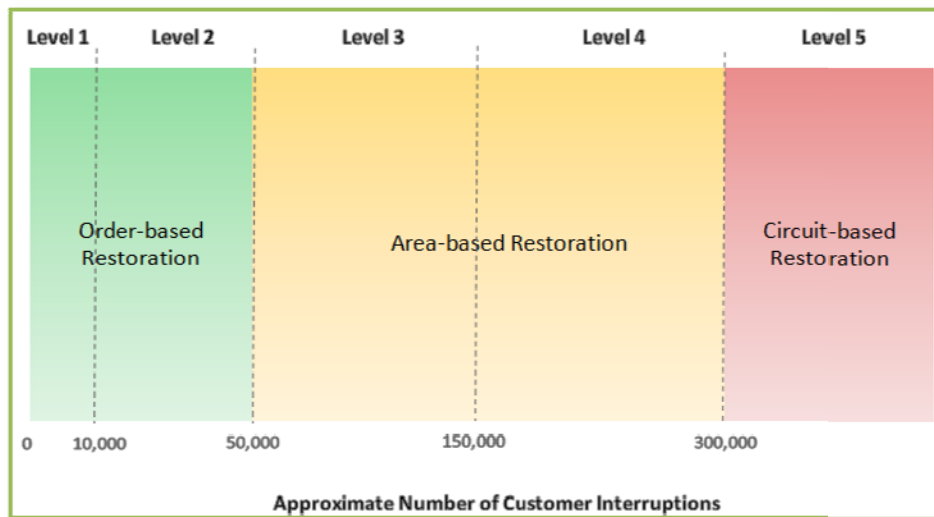 Level 1 Level 2 Level 3 Level 4 Level 5
Order-based
Restoration
Area-based Restoration
Circuit-based
Restoration
0 10,000 50,000 150,000 300,000
Approximate Number of Customer Interruptions